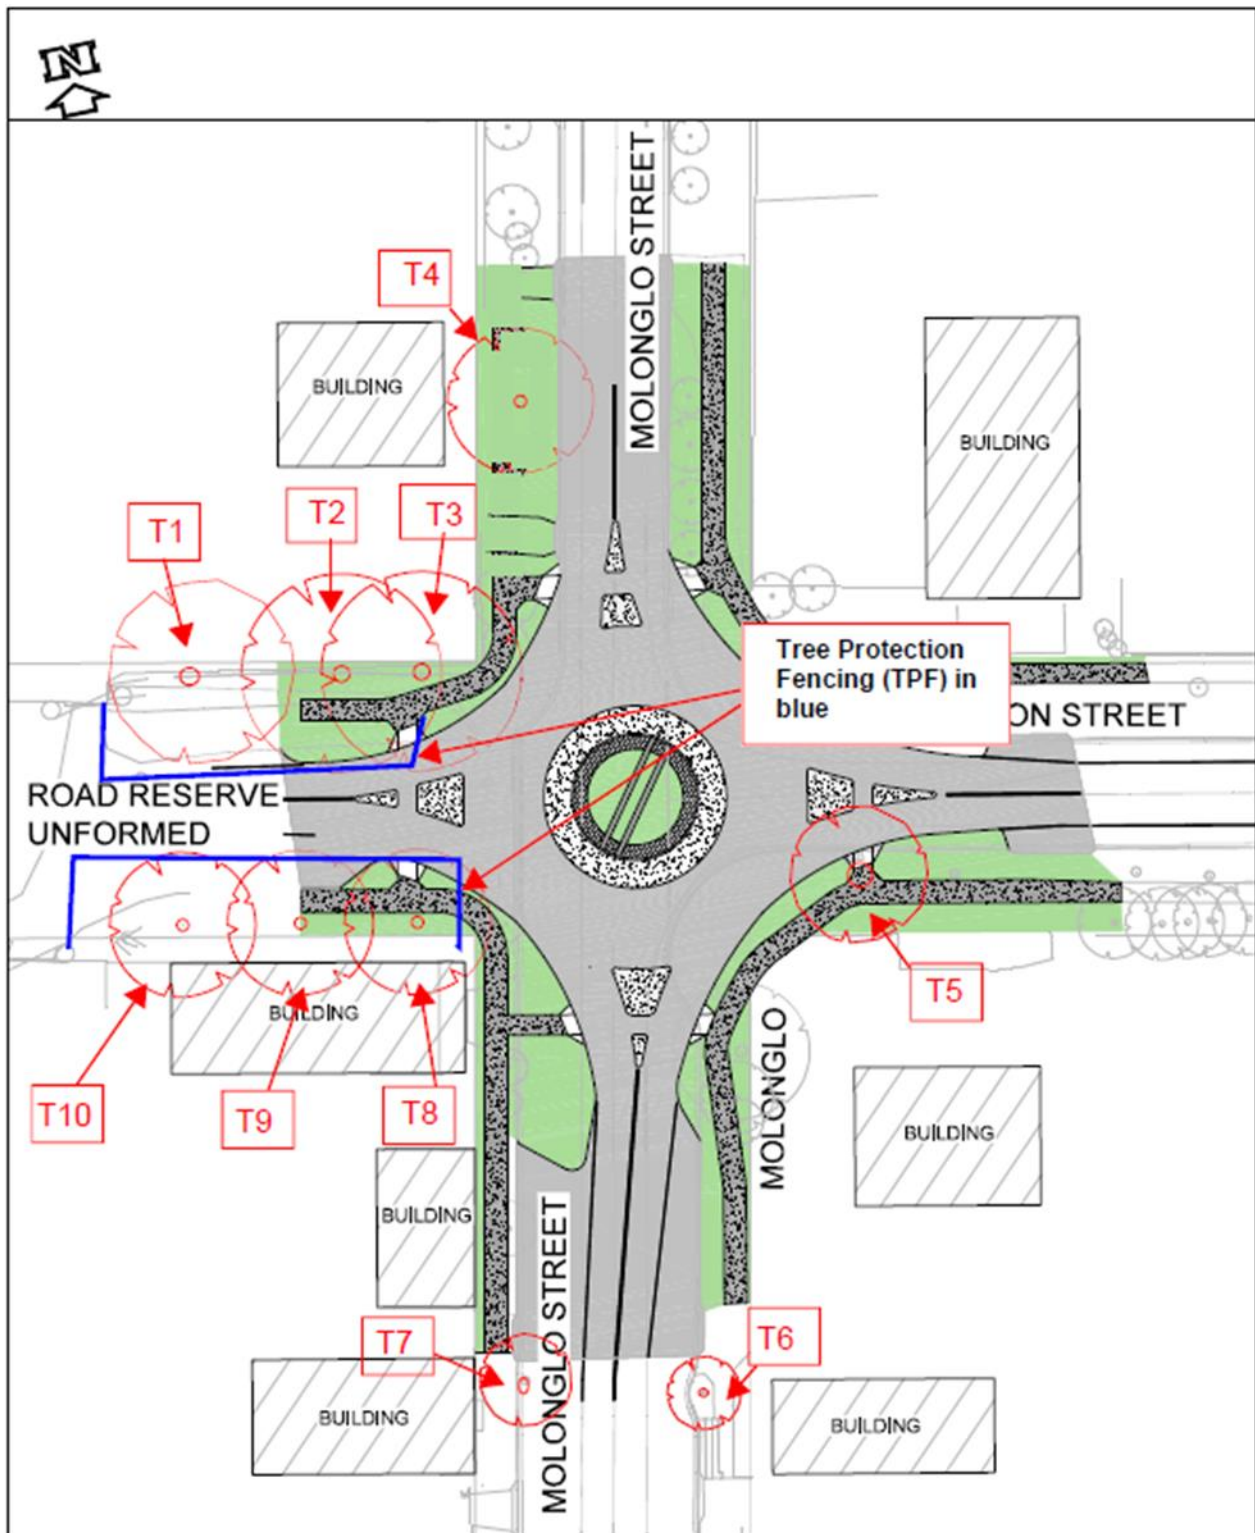 N
MOLONGLO STREET
T4
BUILDING
BUILDING
T1
T2
T3
Tree Protection
Fencing (TPF) in
blue
ON STREET
ROAD RESERVE
UNFORMED
T5
BUILDING
MOLONGLO
T10
T9
T8
BUILDING
BUILDING
MOLONGLO STREET
T7
T6
BUILDING
BUILDING